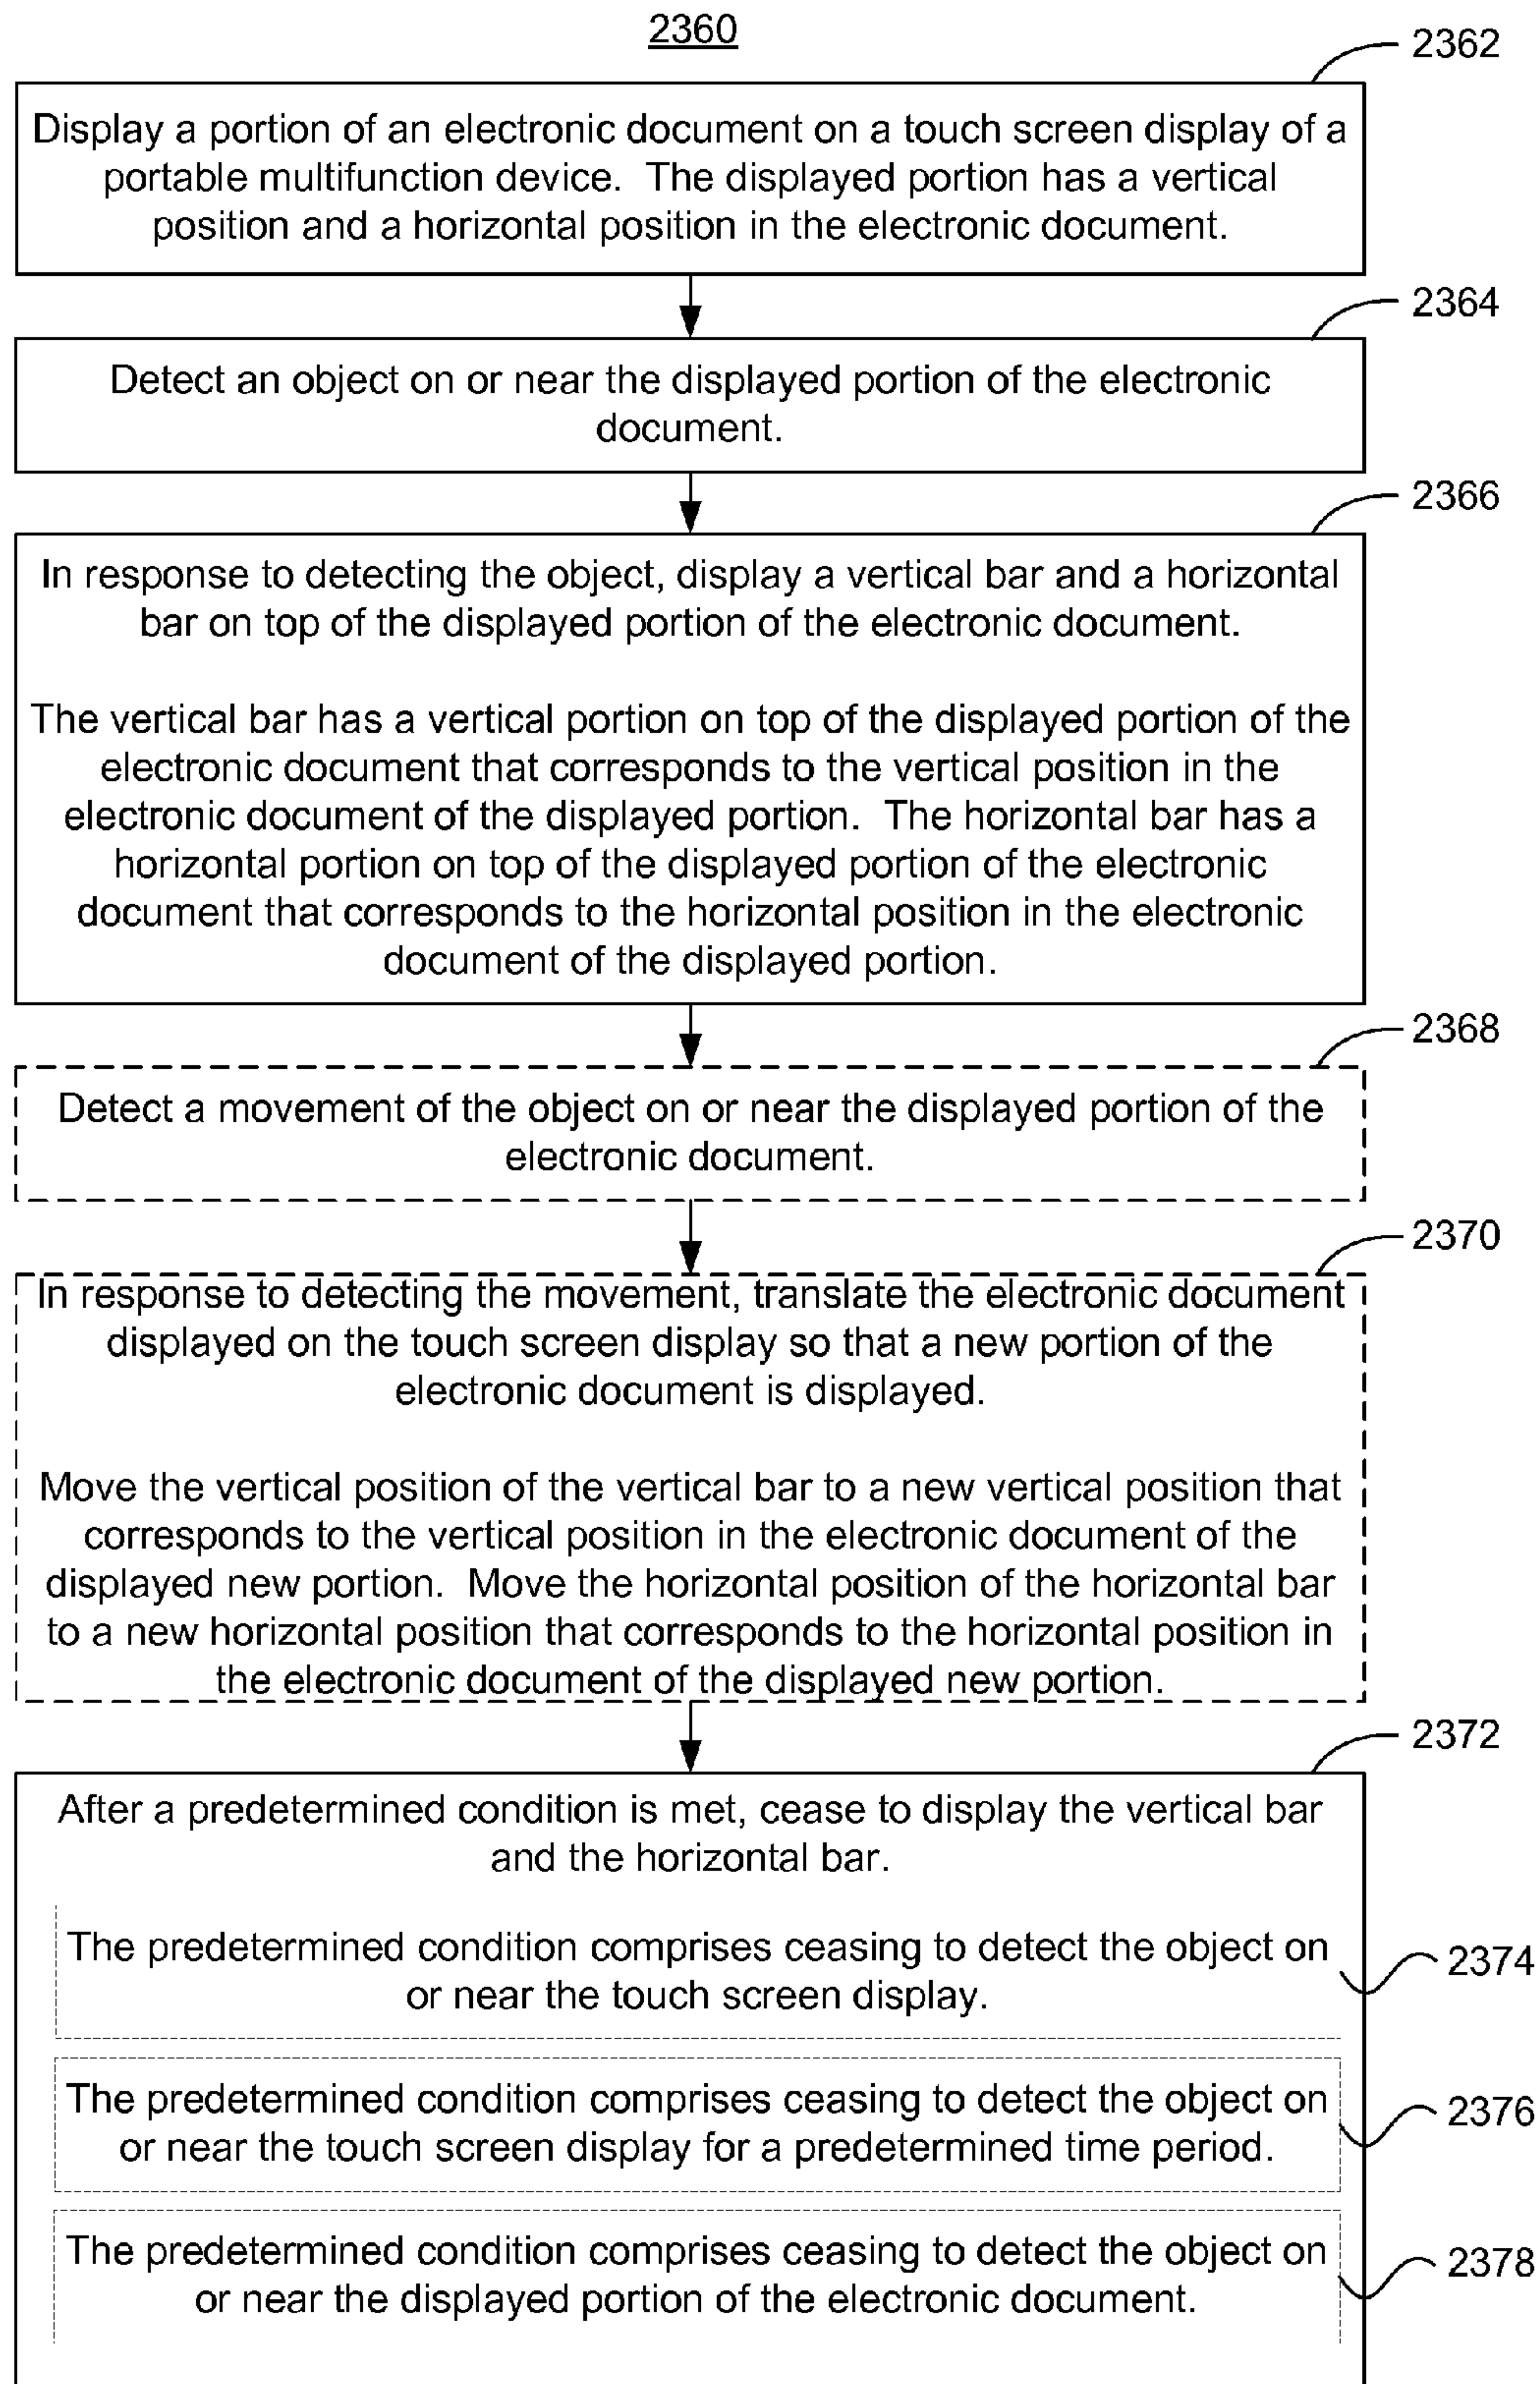 2360
2362
Display a portion of an electronic document on a touch screen display of a
portable multifunction device.  The displayed portion has a vertical
position and a horizontal position in the electronic document.
2364
Detect an object on or near the displayed portion of the electronic
document.
2366
In response to detecting the object, display a vertical bar and a horizontal
bar on top of the displayed portion of the electronic document.
The vertical bar has a vertical portion on top of the displayed portion of the
electronic document that corresponds to the vertical position in the
electronic document of the displayed portion.  The horizontal bar has a
horizontal portion on top of the displayed portion of the electronic
document that corresponds to the horizontal position in the electronic
document of the displayed portion.
2368
Detect a movement of the object on or near the displayed portion of the
electronic document.
2370
In response to detecting the movement, translate the electronic document
displayed on the touch screen display so that a new portion of the
electronic document is displayed.
Move the vertical position of the vertical bar to a new vertical position that
corresponds to the vertical position in the electronic document of the
displayed new portion.  Move the horizontal position of the horizontal bar
to a new horizontal position that corresponds to the horizontal position in
the electronic document of the displayed new portion.
2372
After a predetermined condition is met, cease to display the vertical bar
and the horizontal bar.
The predetermined condition comprises ceasing to detect the object on
or near the touch screen display.
2374
The predetermined condition comprises ceasing to detect the object on
or near the touch screen display for a predetermined time period.
2376
The predetermined condition comprises ceasing to detect the object on
or near the displayed portion of the electronic document.
2378